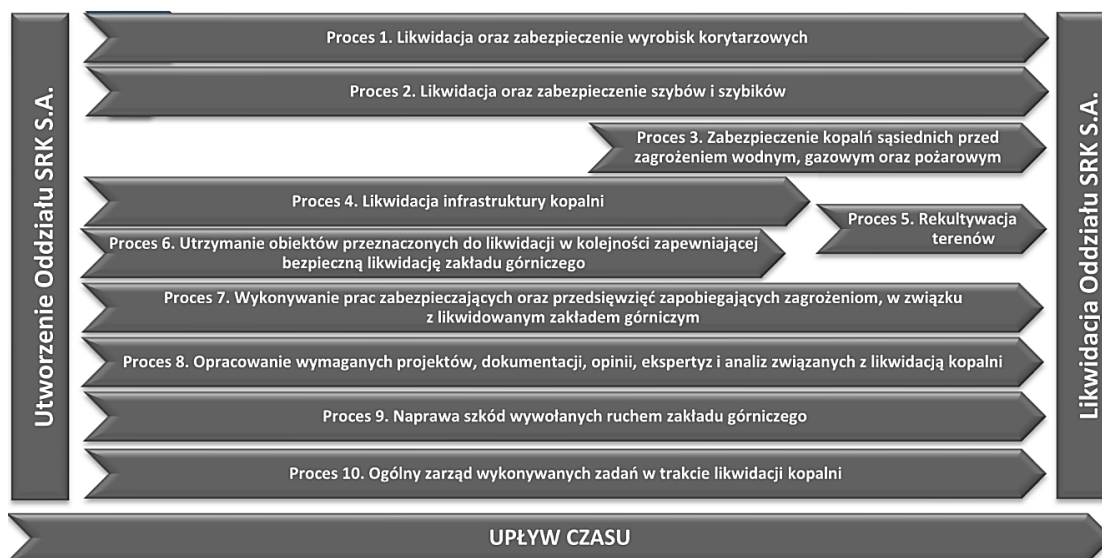 Utworzenie Oddziału SRK S.A.
Proces 1. Likwidacja oraz zabezpieczenie wyrobisk korytarzowych
Proces 2. Likwidacja oraz zabezpieczenie szybów i szybików
Proces 3. Zabezpieczenie kopalń sąsiednich przed
zagrożeniem wodnym, gazowym oraz pożarowym
Proces 4. Likwidacja infrastruktury kopalni
Proces 5. Rekultywacja
terenów
Proces 6. Utrzymanie obiektów przeznaczonych do likwidacji w kolejności zapewniającej
bezpieczną likwidację zakładu górniczego
Proces 7. Wykonywanie prac zabezpieczających oraz przedsięwzięć zapobiegających zagrożeniom, w związku
z likwidowanym zakładem górniczym
Proces 8. Opracowanie wymaganych projektów, dokumentacji, opinii, ekspertyz i analiz związanych z likwidacją kopalni
Proces 9. Naprawa szkód wywołanych ruchem zakładu górniczego
Proces 10. Ogólny zarząd wykonywanych zadań w trakcie likwidacji kopalni
Likwidacja Oddziału SRK S.A.
UPŁYW CZASU